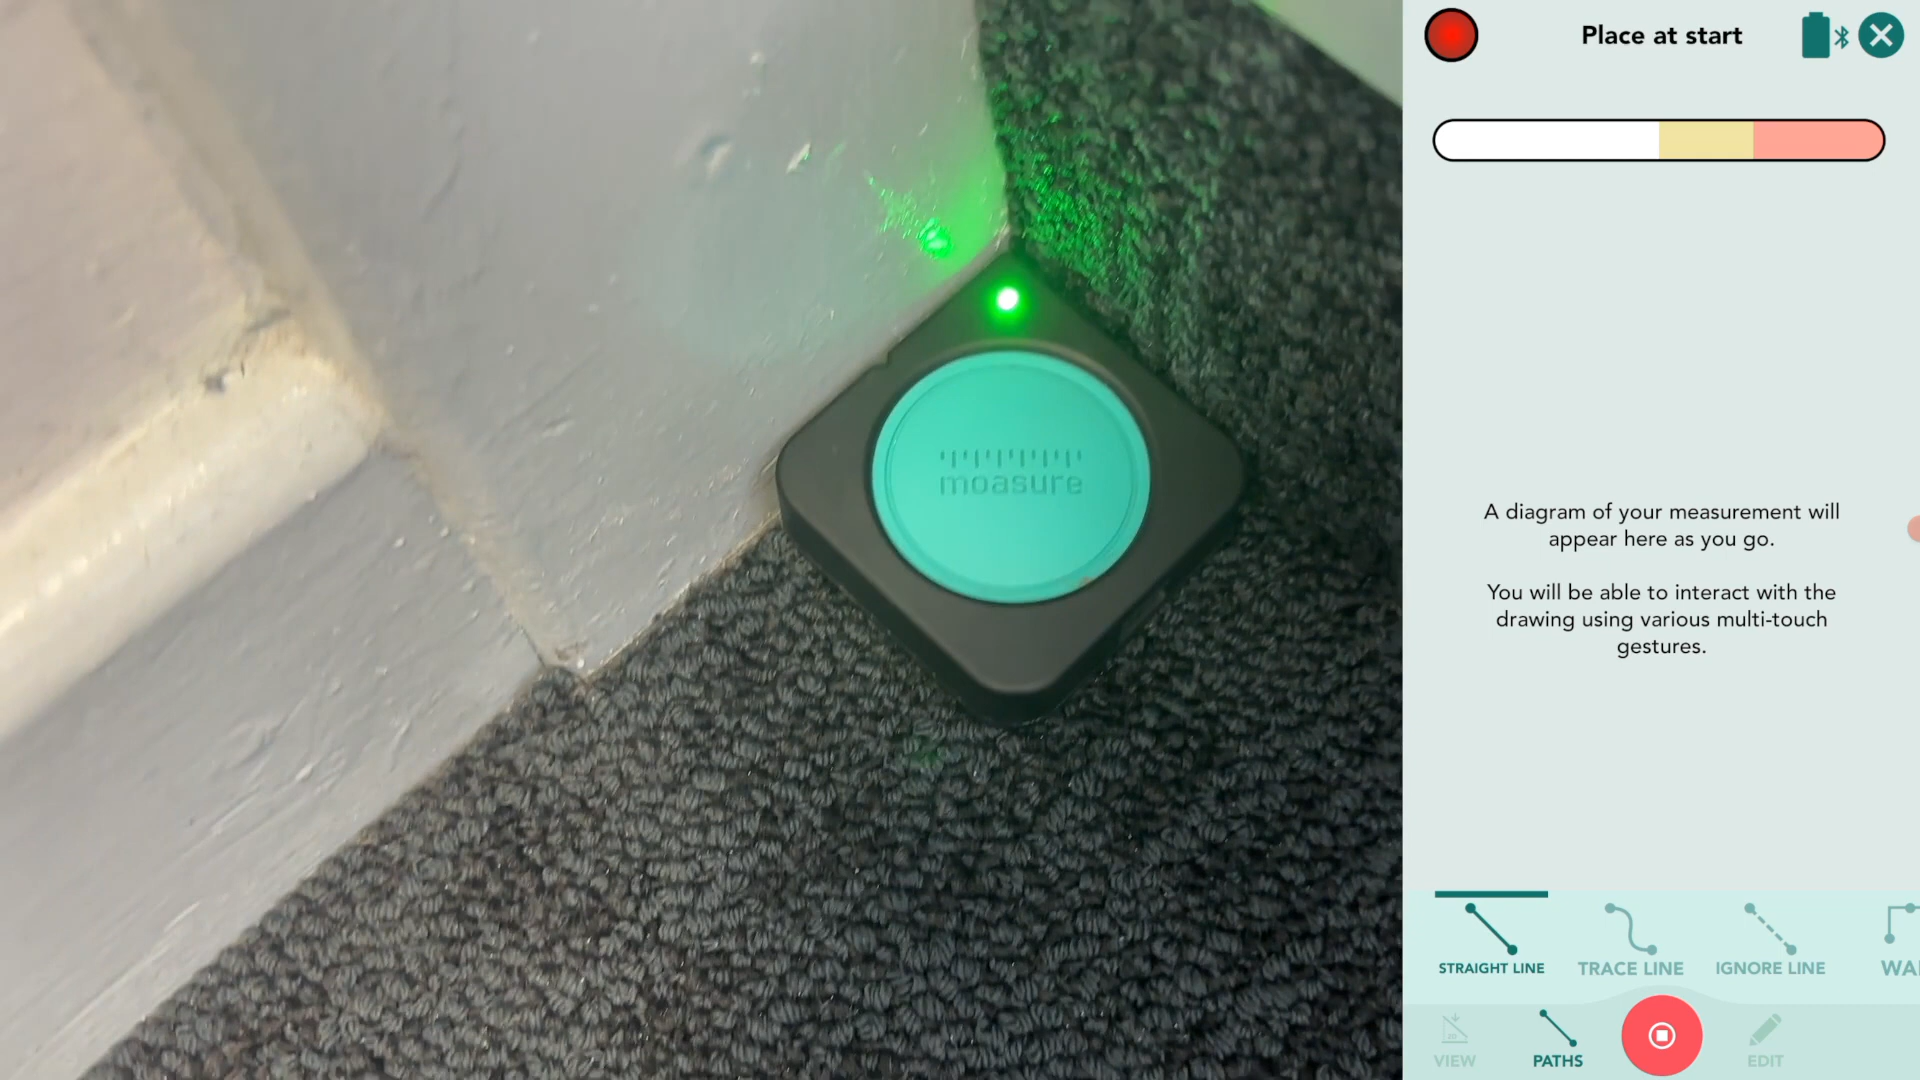 moasure
Place at start
A diagram of your measurement will
appear here as you go.
You will be able to interact with the
drawing using various multi-touch
gestures.
STRAIGHT LINE
TRACE LINE
IGNORE LINE
WA
VIEW
PATHS
EDIT